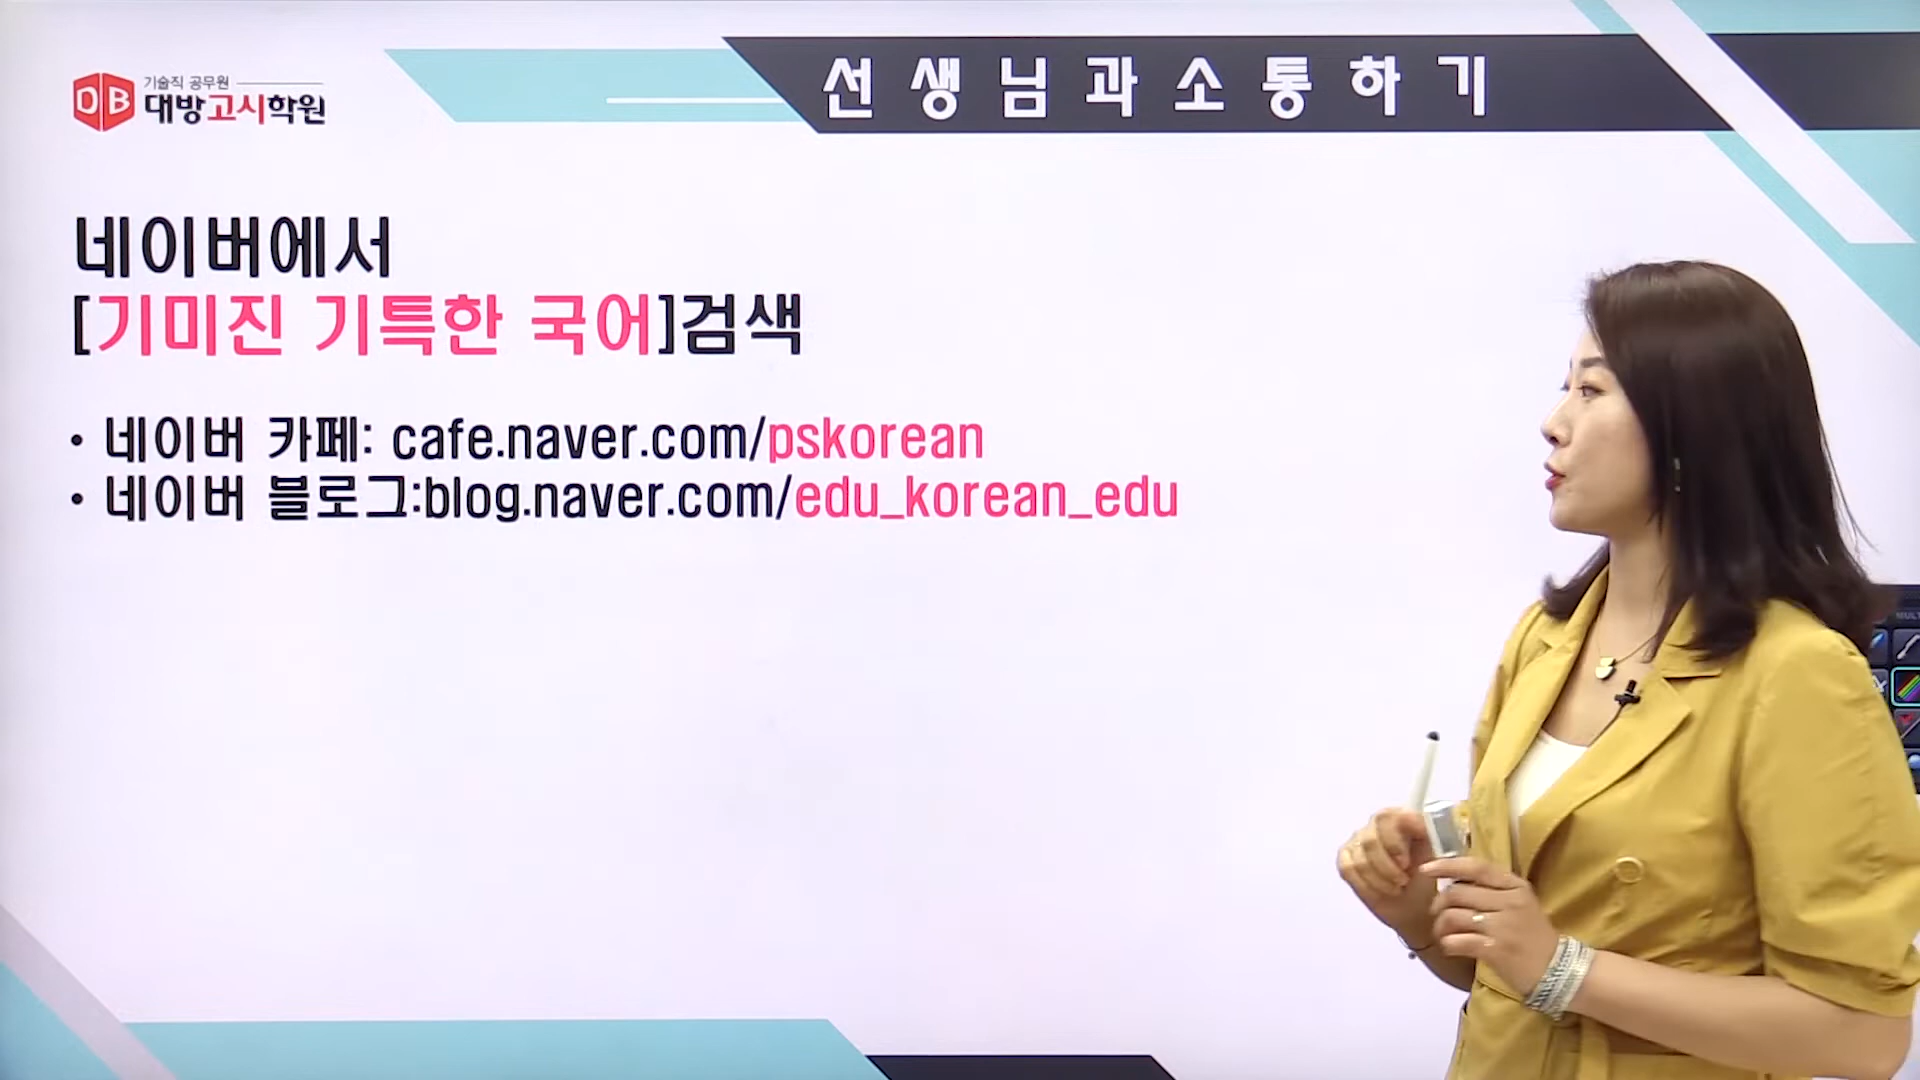 기술직 공무원
DB 대방고시학원
선생님과소통하기
네이버에서
[기미진 기특한 국어]검색
• 네이버 카페: cafe.naver.com/pskorean
• 네이버 블로그:blog.naver.com/edu_korean_edu